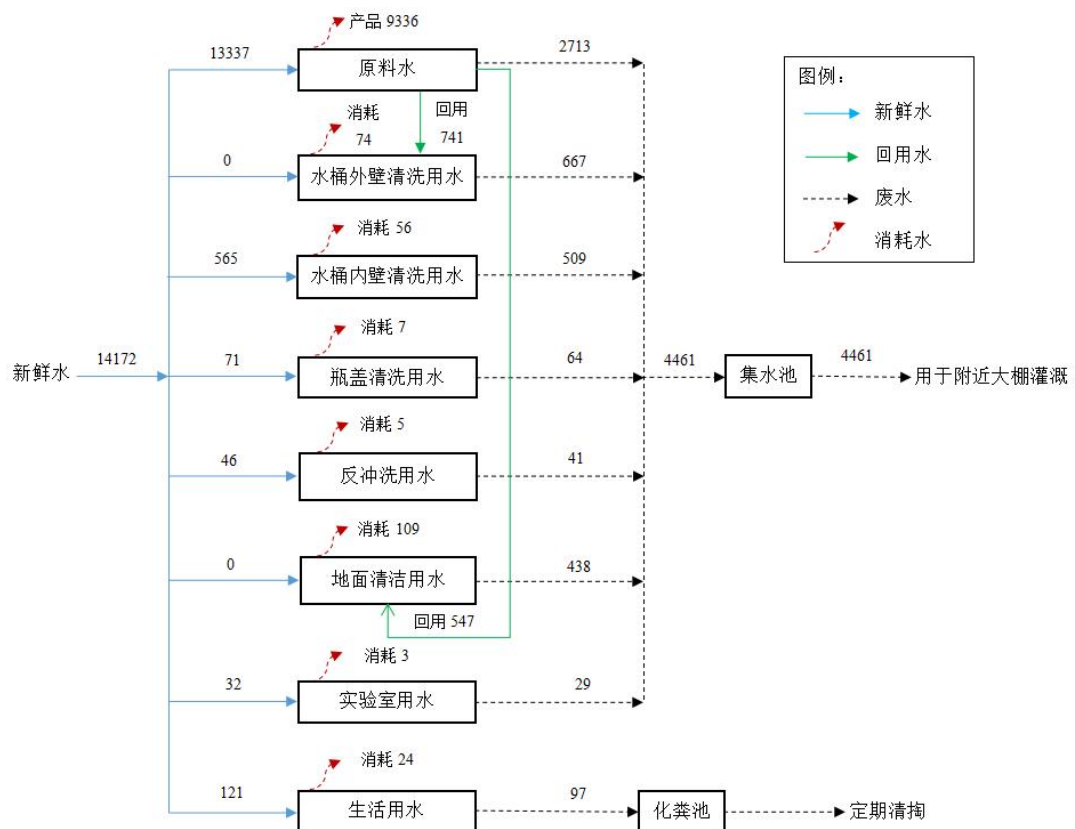 产品 9336
13337
原料水
2713
图例：
新鲜水
回用水
废水
消耗水
消耗
74
回用
741
0
水桶外壁清洗用水
667
消耗 56
565
水桶内壁清洗用水
509
新鲜水
14172
消耗 7
71
瓶盖清洗用水
64
4461
集水池
4461
用于附近大棚灌溉
消耗 5
46
反冲洗用水
41
消耗 109
0
地面清洁用水
438
回用 547
消耗 3
32
实验室用水
29
消耗 24
121
生活用水
97
化粪池
定期清掏